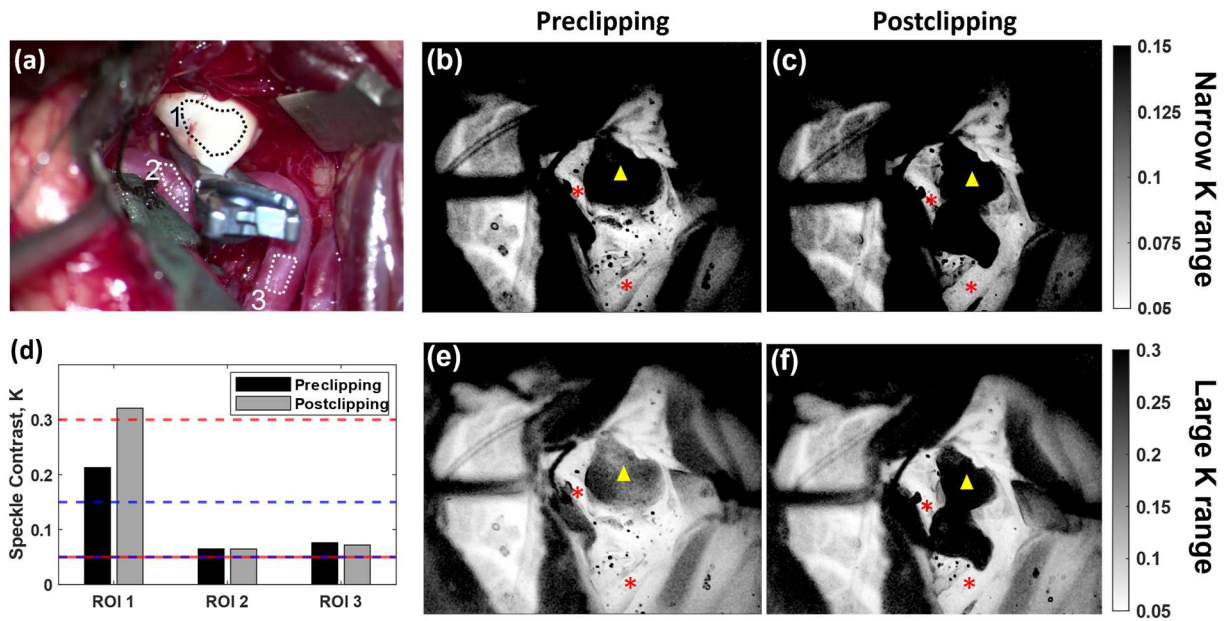 Preclipping
Postclipping
(a)
1
2
3
(b)
*
*
(c)
*
*
0.15
0.125
0.1
0.075
0.05
Narrow K range
(d)
Speckle Contrast, K
0.3
0.2
0.1
0
Preclipping
Postclipping
ROI 1
ROI 2
ROI 3
(e)
*
*
(f)
*
*
0.3
0.25
0.2
0.15
0.1
0.05
Large K range